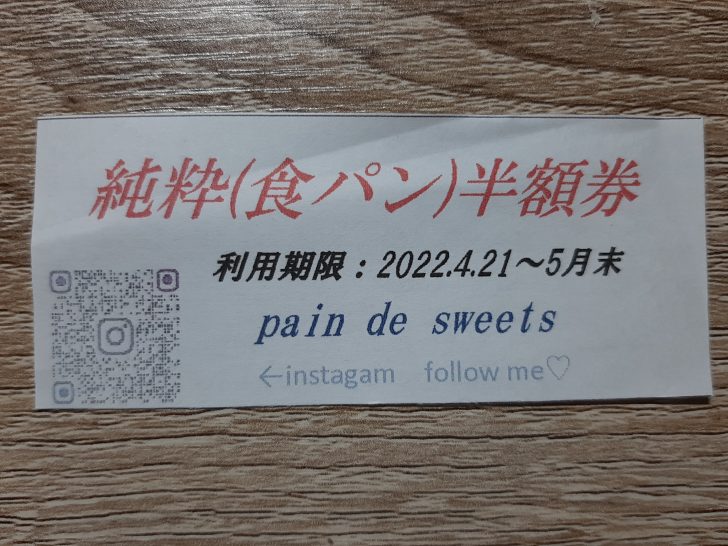 純粋(食パン)半額券
利用期限：2022.4.21～5月末
pain de sweets
←instagam follow me♡